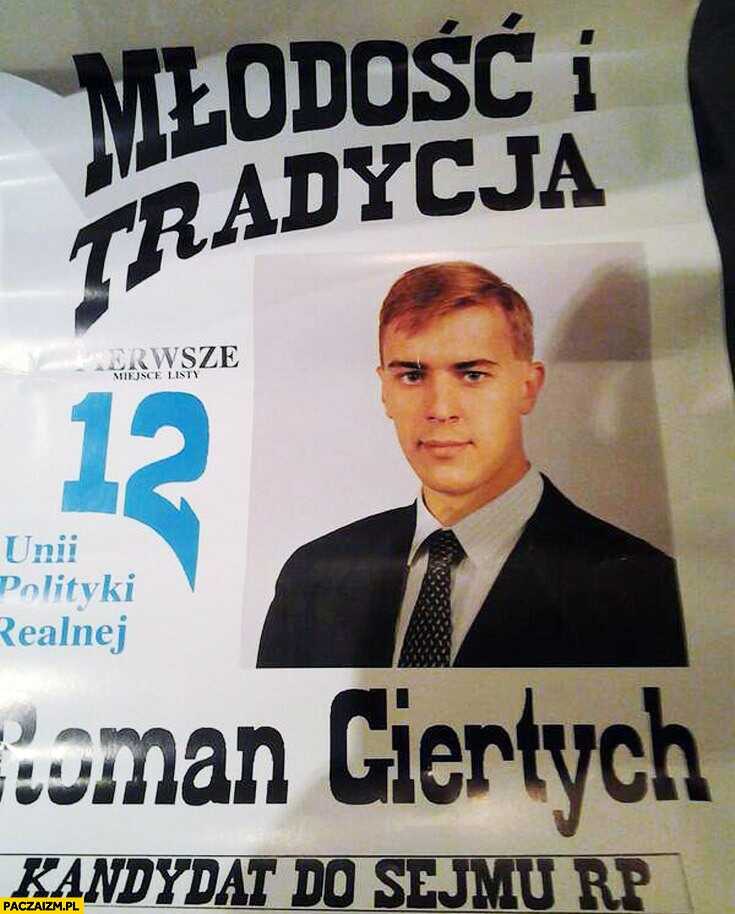 MŁODOŚĆ i
TRADYCJA
PIERWSZE
MIEJSCE LISTY
12
Unii
Polityki
Realnej
Roman Giertych
KANDYDAT DO SEJMU RP
PACZAIZM.PL